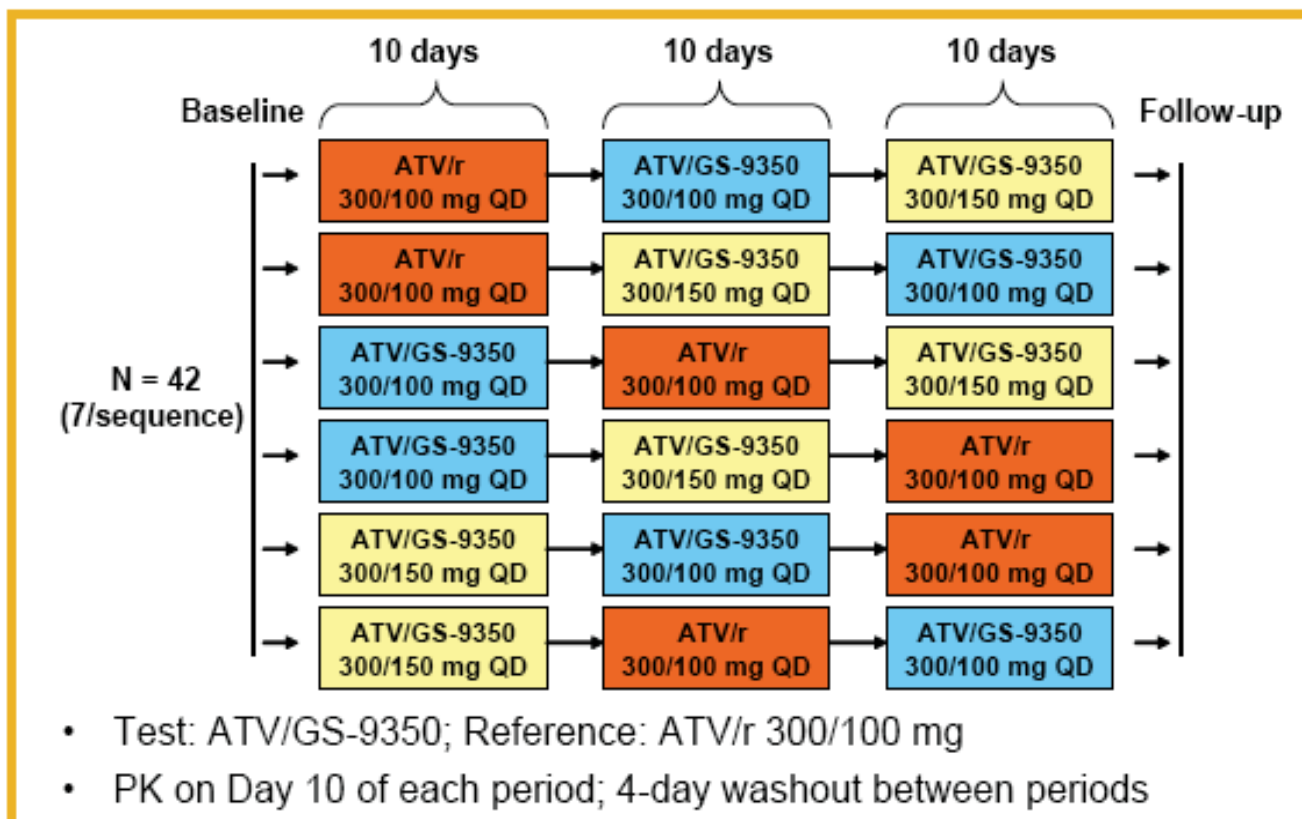 10 days 10 days 10 days
Baseline Follow-up
ATV/r ATV/GS-9350 ATV/GS-9350
300/100 mg QD 300/100 mg QD 300/150 mg QD
ATV/r ATV/GS-9350 ATV/GS-9350
300/100 mg QD 300/150 mg QD 300/100 mg QD
ATV/GS-9350 ATV/r ATV/GS-9350
300/100 mg QD 300/100 mg QD 300/150 mg QD
N = 42
(7/sequence)
ATV/GS-9350 ATV/GS-9350 ATV/r
300/100 mg QD 300/150 mg QD 300/100 mg QD
ATV/GS-9350 ATV/GS-9350 ATV/r
300/150 mg QD 300/100 mg QD 300/100 mg QD
ATV/GS-9350 ATV/r ATV/GS-9350
300/150 mg QD 300/100 mg QD 300/100 mg QD
• Test: ATV/GS-9350; Reference: ATV/r 300/100 mg
• PK on Day 10 of each period; 4-day washout between periods